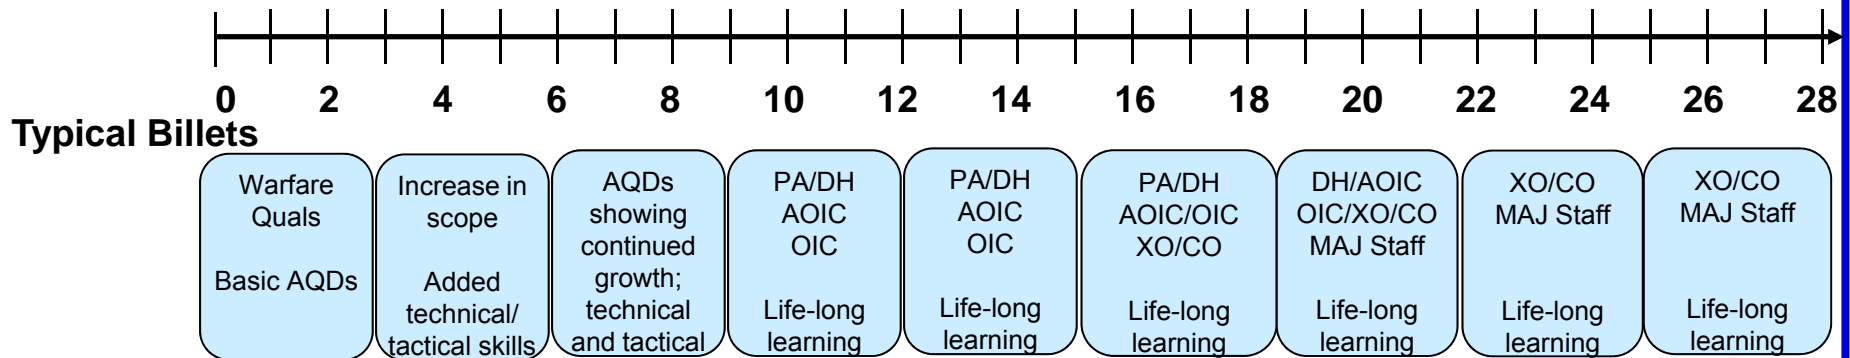 0 2 4 6 8 10 12 14 16 18 20 22 24 26 28
Typical Billets
Warfare
Quals
Basic AQDs
Increase in
scope
Added
technical/
tactical skills
AQDs
showing
continued
growth;
technical
and tactical
PA/DH
AOIC
OIC
Life-long
learning
PA/DH
AOIC
OIC
Life-long
learning
PA/DH
AOIC/OIC
XO/CO
Life-long
learning
DH/AOIC
OIC/XO/CO
MAJ Staff
Life-long
learning
XO/CO
MAJ Staff
Life-long
learning
XO/CO
MAJ Staff
Life-long
learning